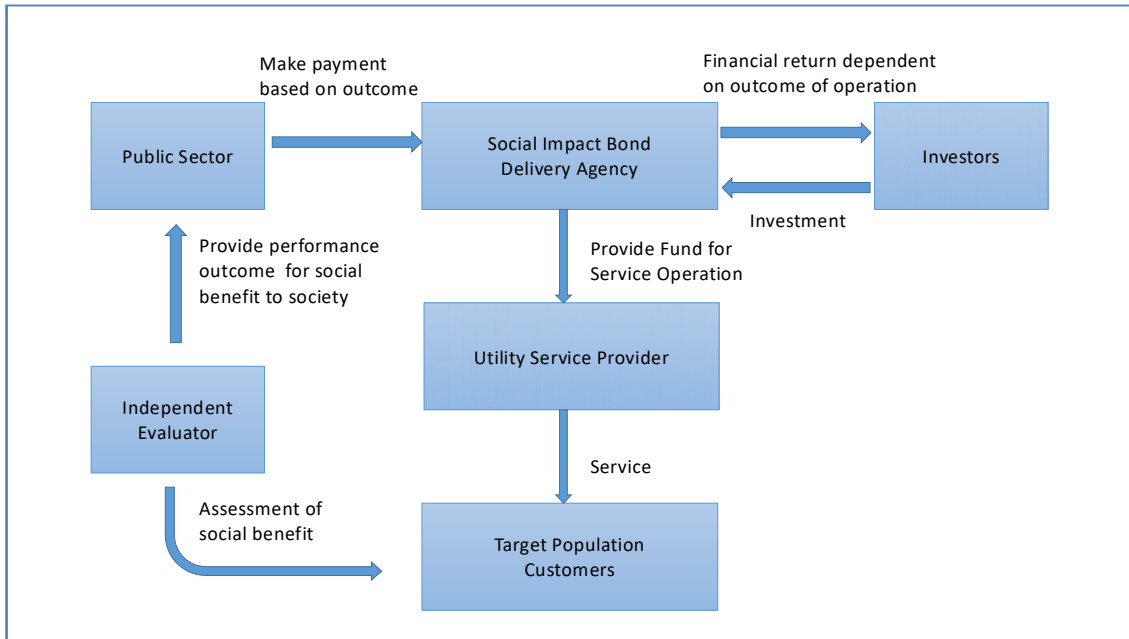 Make payment
based on outcome
Financial return dependent
on outcome of operation
Public Sector
Social Impact Bond
Delivery Agency
Investors
Investment
Provide performance
outcome for social
benefit to society
Provide Fund for
Service Operation
Utility Service Provider
Independent
Evaluator
Service
Assessment of
social benefit
Target Population
Customers